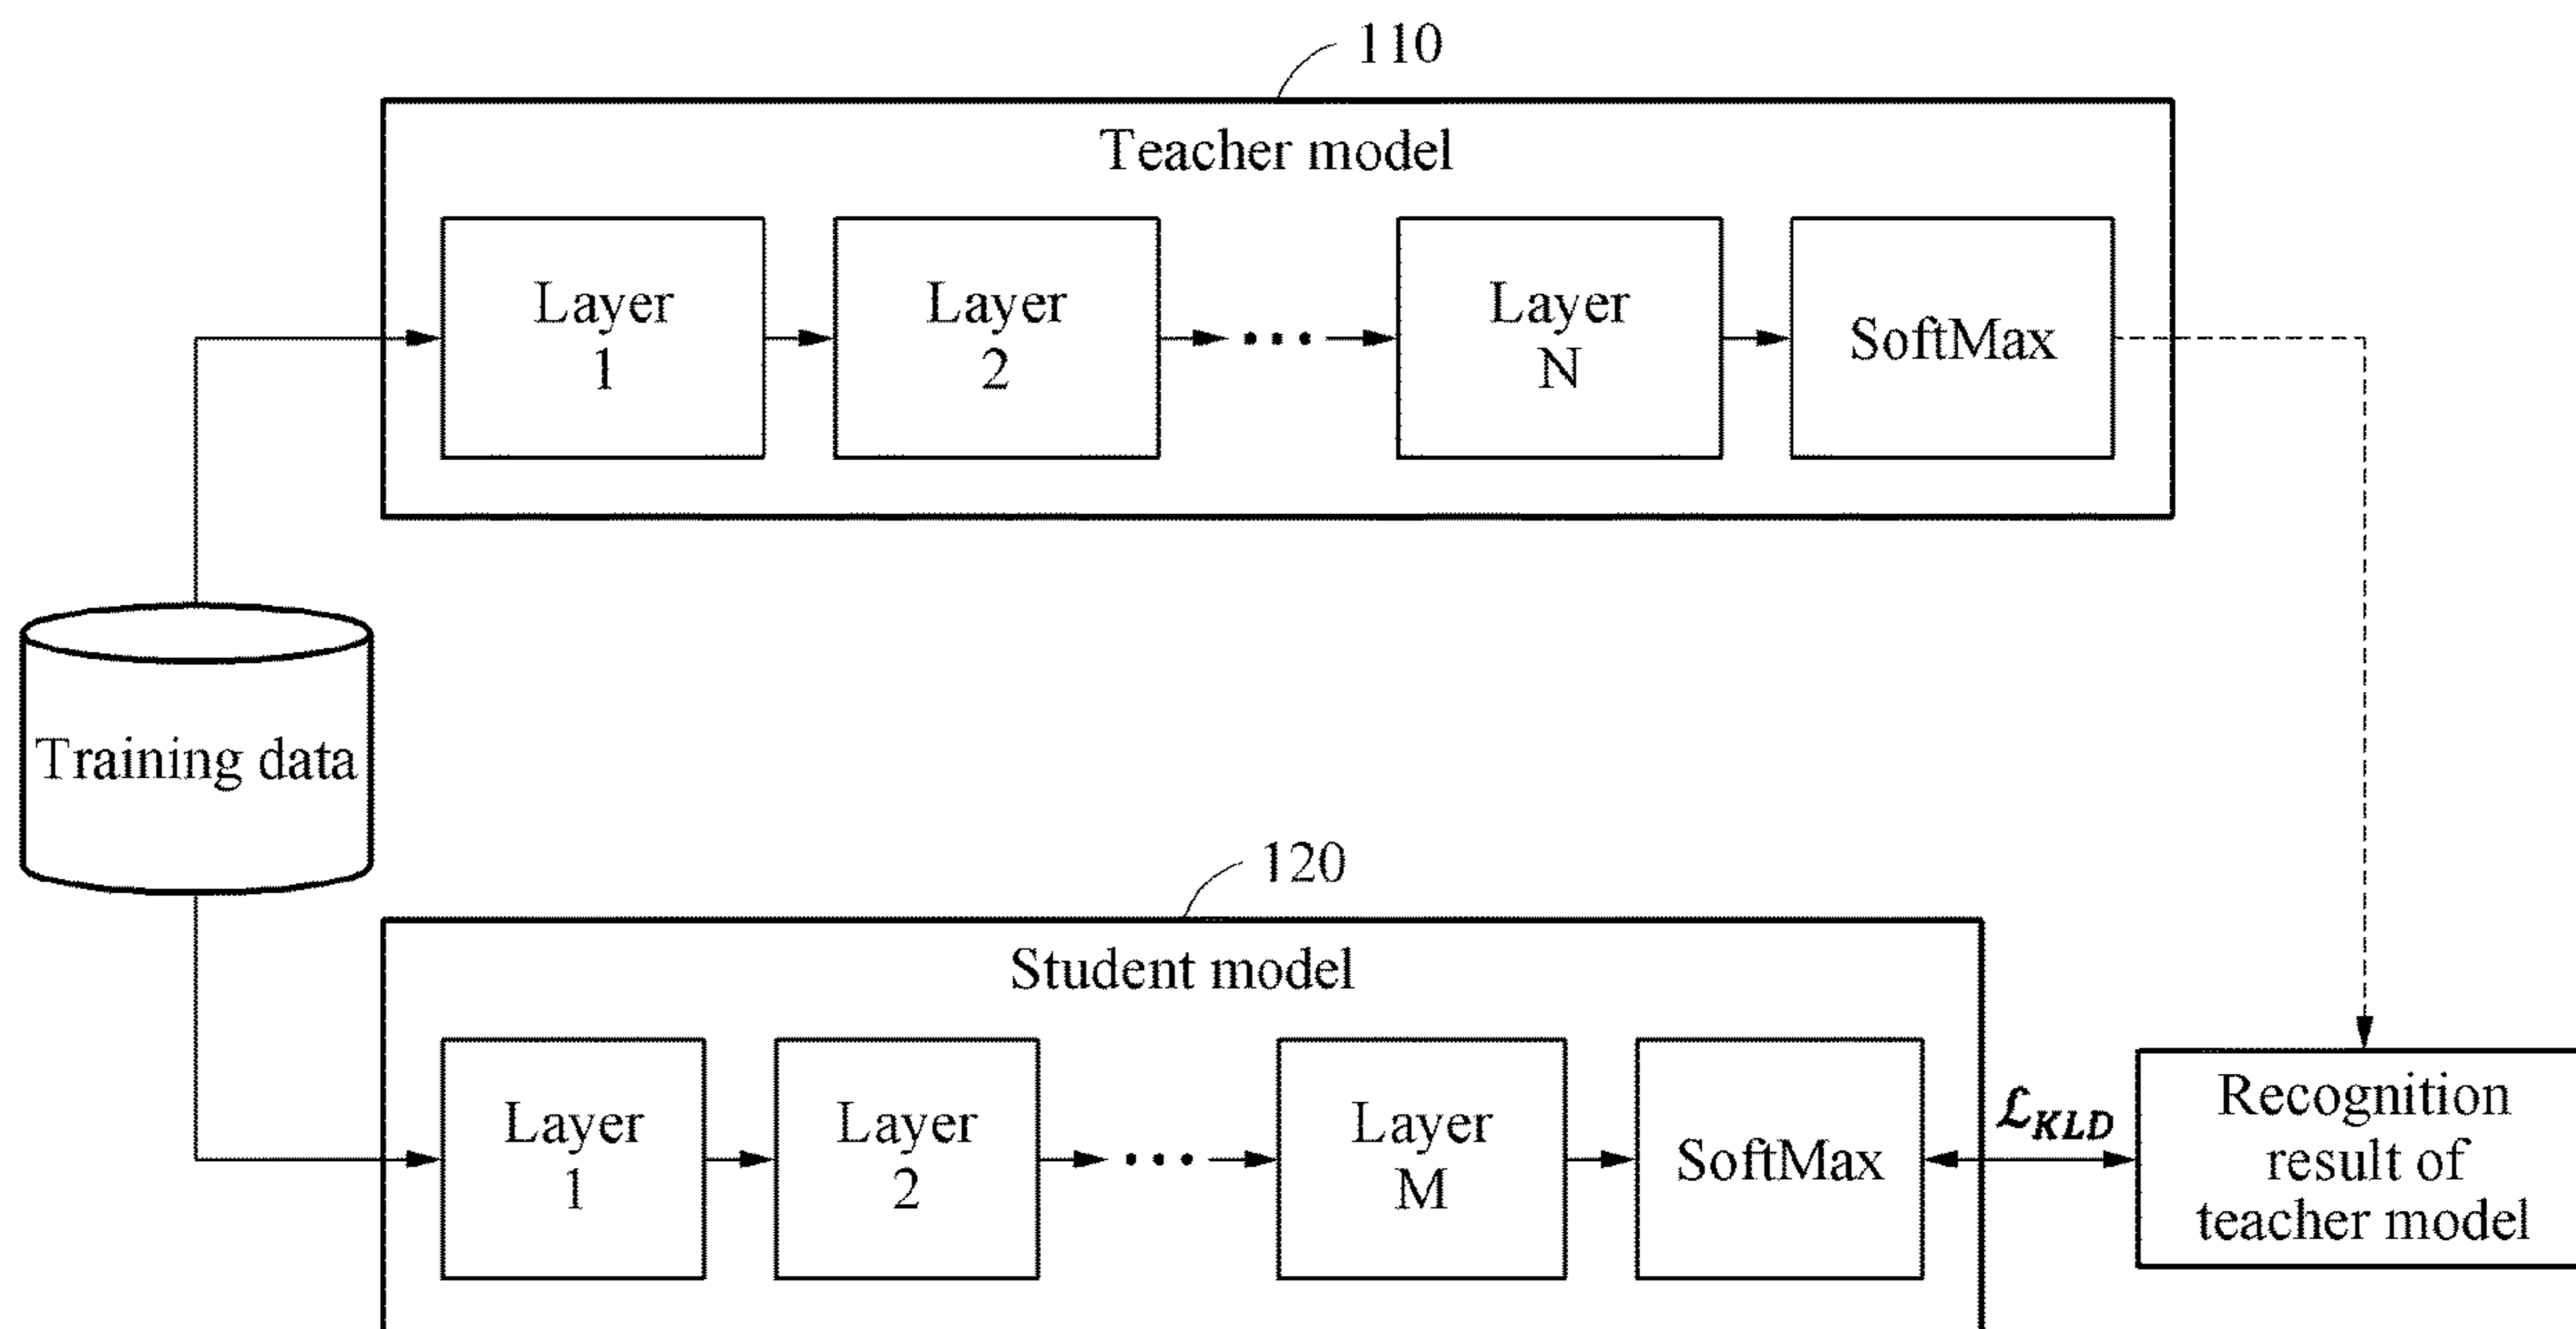 110
Teacher model
Layer
1
Layer
2
...
Layer
N
SoftMax
Training data
120
Student model
Layer
1
Layer
2
...
Layer
M
SoftMax
ℒKLD
Recognition
result of
teacher model